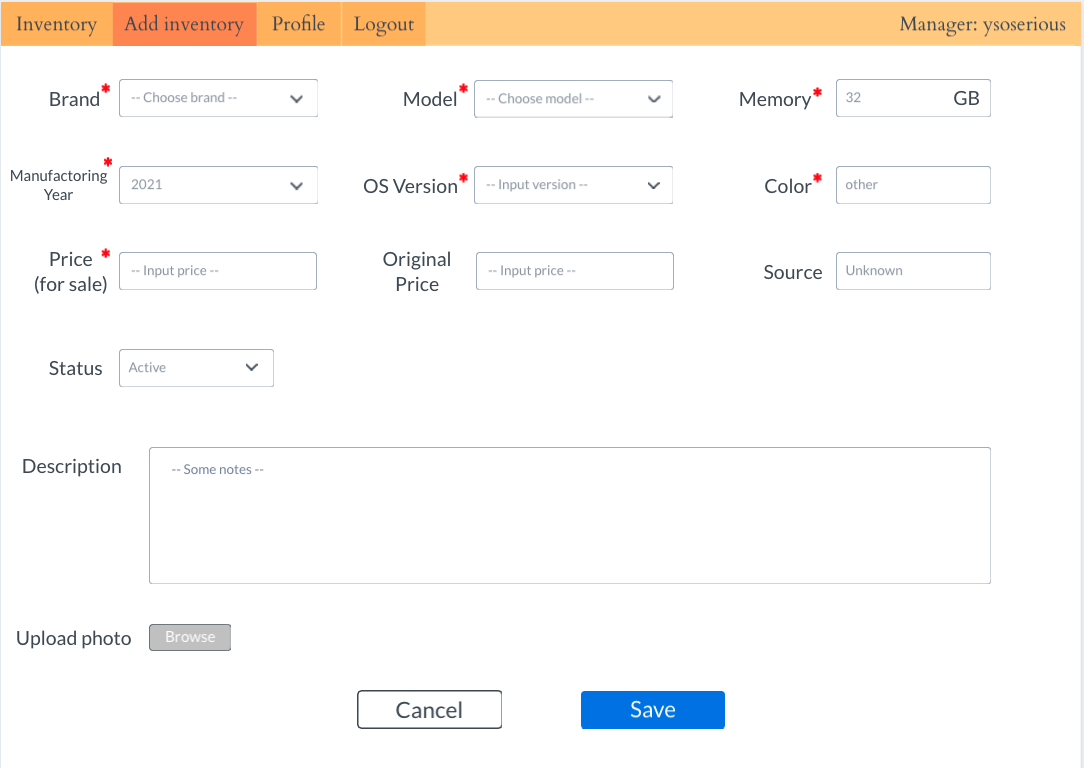 Inventory Add inventory Profile Logout Manager: ysoserious
Brand* -- Choose brand -- Model* -- Choose model -- Memory* 32 GB
Manufactoring*
Year 2021 OS Version* -- Input version -- Color* other
Price *
(for sale) -- Input price -- Original
Price -- Input price -- Source Unknown
Status Active
Description -- Some notes --
Upload photo Browse
Cancel Save